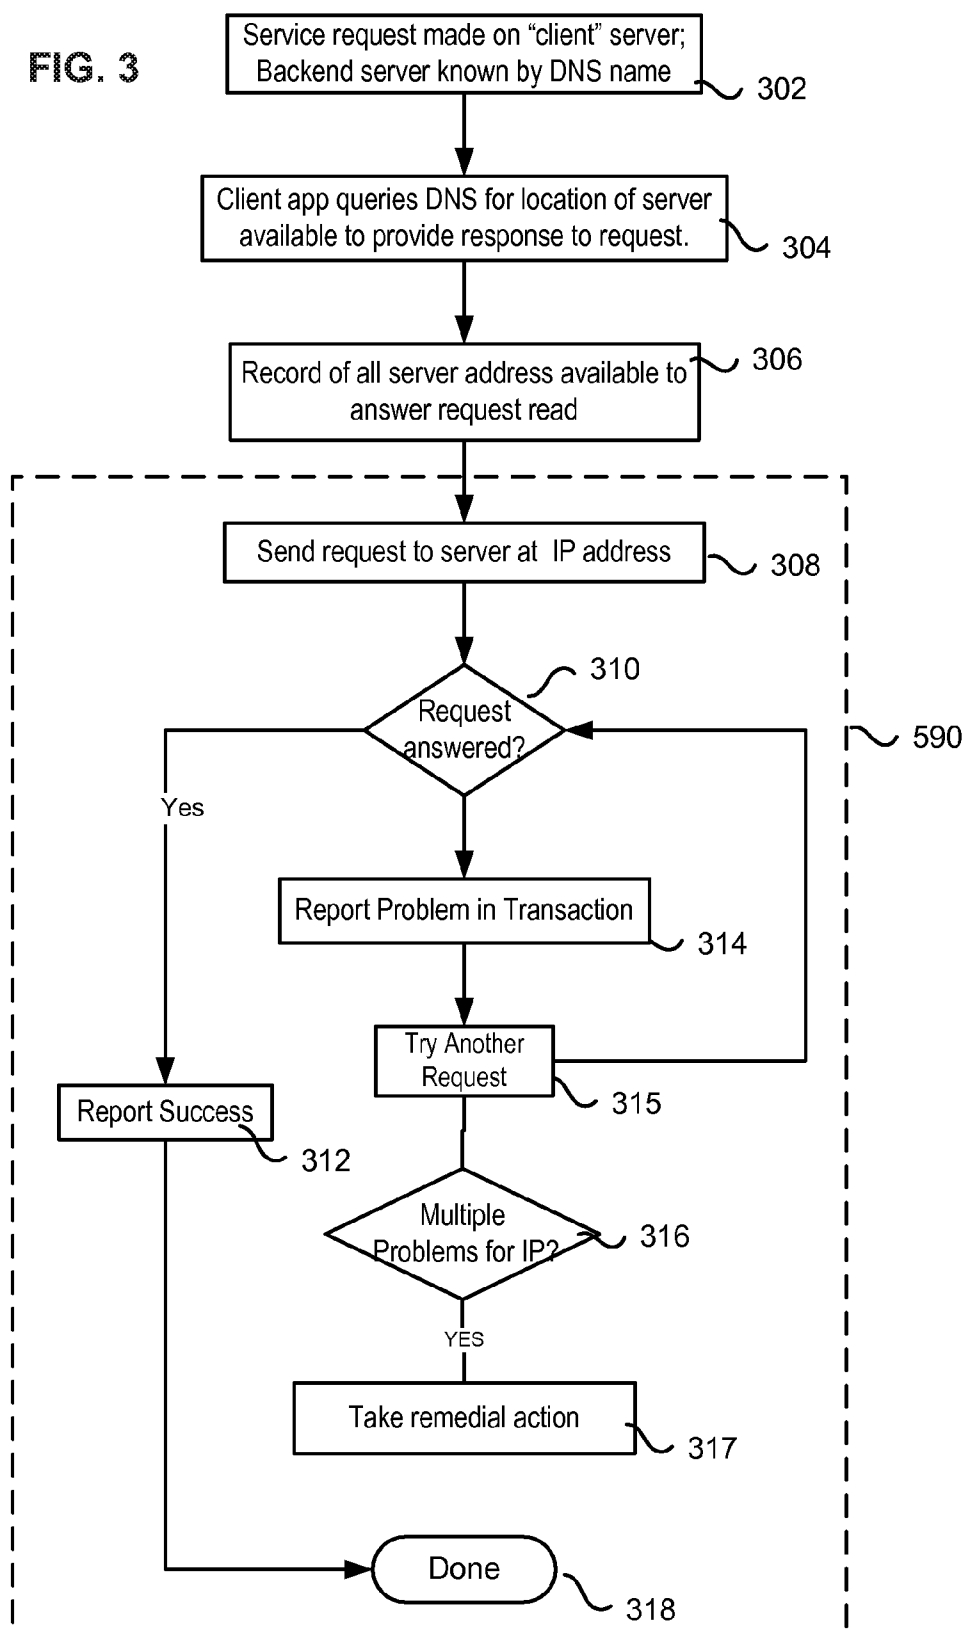 FIG. 3
Service request made on “client” server;
Backend server known by DNS name
302
Client app queries DNS for location of server
available to provide response to request.
304
Record of all server address available to
answer request read
306
Send request to server at IP address
308
Request
answered?
310
590
Yes
Report Problem in Transaction
314
Try Another
Request
315
Report Success
312
Multiple
Problems for IP?
316
YES
Take remedial action
317
Done
318